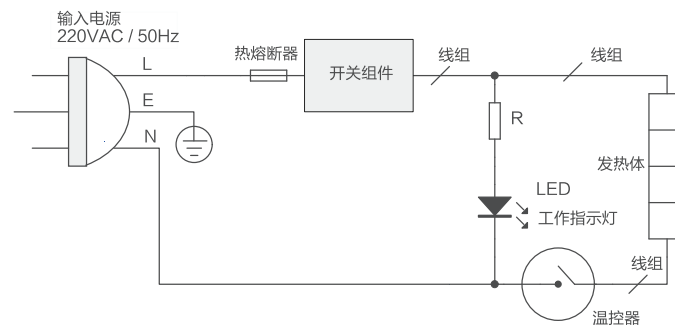 输入电源
220VAC / 50Hz
热熔断器
开关组件
线组
线组
L
E
N
R
发热体
LED
工作指示灯
线组
温控器